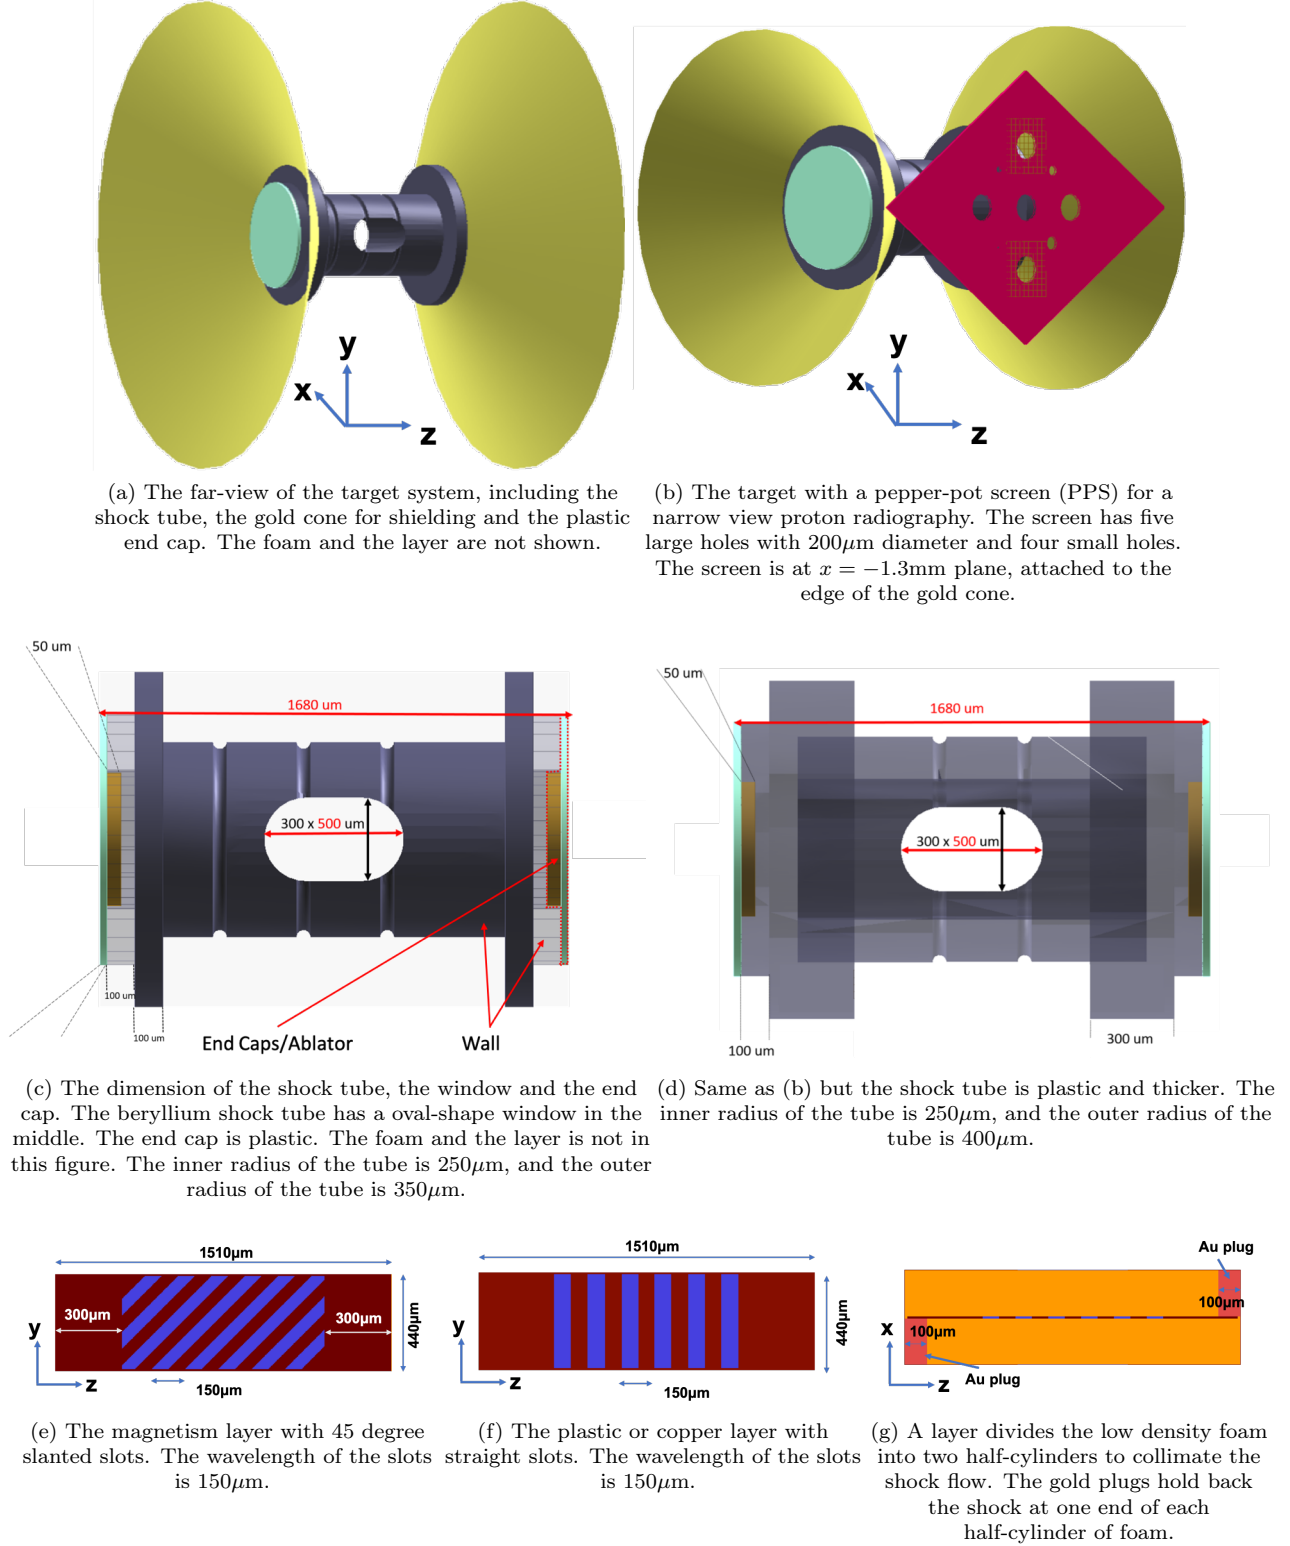 y
x
z
y
x
z
(a) The far-view of the target system, including the
shock tube, the gold cone for shielding and the plastic
end cap. The foam and the layer are not shown.
(b) The target with a pepper-pot screen (PPS) for a
narrow view proton radiography. The screen has five
large holes with 200μm diameter and four small holes.
The screen is at x = −1.3mm plane, attached to the
edge of the gold cone.
50 um
1680 um
300 x 500 um
100 um
100 um
End Caps/Ablator
Wall
50 um
1680 um
300 x 500 um
100 um
300 um
(c) The dimension of the shock tube, the window and the end
cap. The beryllium shock tube has a oval-shape window in the
middle. The end cap is plastic. The foam and the layer is not in
this figure. The inner radius of the tube is 250μm, and the outer
radius of the tube is 350μm.
(d) Same as (b) but the shock tube is plastic and thicker. The
inner radius of the tube is 250μm, and the outer radius of the
tube is 400μm.
1510μm
300μm
300μm
440μm
y
z
150μm
1510μm
440μm
y
z
150μm
Au plug
100μm
x
100μm
z
Au plug
(e) The magnetism layer with 45 degree
slanted slots. The wavelength of the slots
is 150μm.
(f) The plastic or copper layer with
straight slots. The wavelength of the slots
is 150μm.
(g) A layer divides the low density foam
into two half-cylinders to collimate the
shock flow. The gold plugs hold back
the shock at one end of each
half-cylinder of foam.